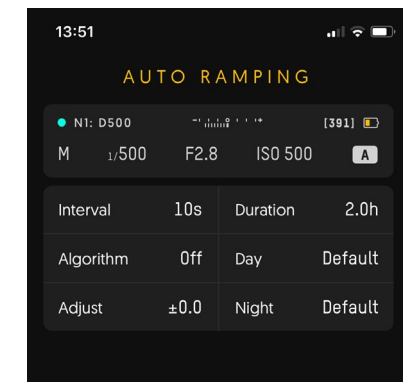 13:51
AUTO RAMPING
N1: D500 -' 0 '+ [391]
M 1/500 F2.8 ISO 500 A
Interval 10s Duration 2.0h
Algorithm Off Day Default
Adjust ±0.0 Night Default